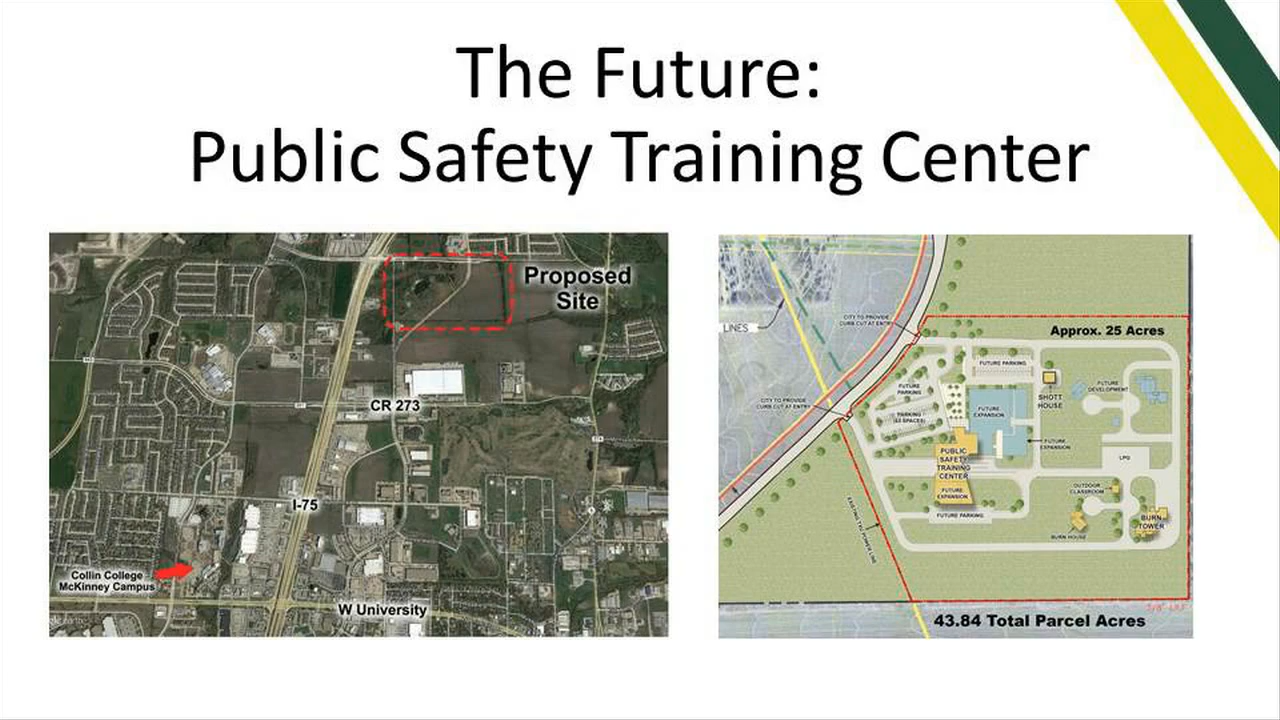 The Future:
Public Safety Training Center
Proposed
Site
CR 273
I-75
Collin College
McKinney Campus
W University
LINES
CITY TO PROVIDE
CURB CUT AT ENTRY
Approx. 25 Acres
FUTURE PARKING
FUTURE
PARKING
SHOTT
HOUSE
FUTURE
DEVELOPMENT
CITY TO PROVIDE
CURB CUT AT ENTRY
PARKING
(63 SPACES)
FUTURE
EXPANSION
FUTURE
EXPANSION
PUBLIC
SAFETY
TRAINING
CENTER
LPG
FUTURE
EXPANSION
OUTDOOR
CLASSROOM
FUTURE PARKING
BURN HOUSE
BURN
TOWER
43.84 Total Parcel Acres